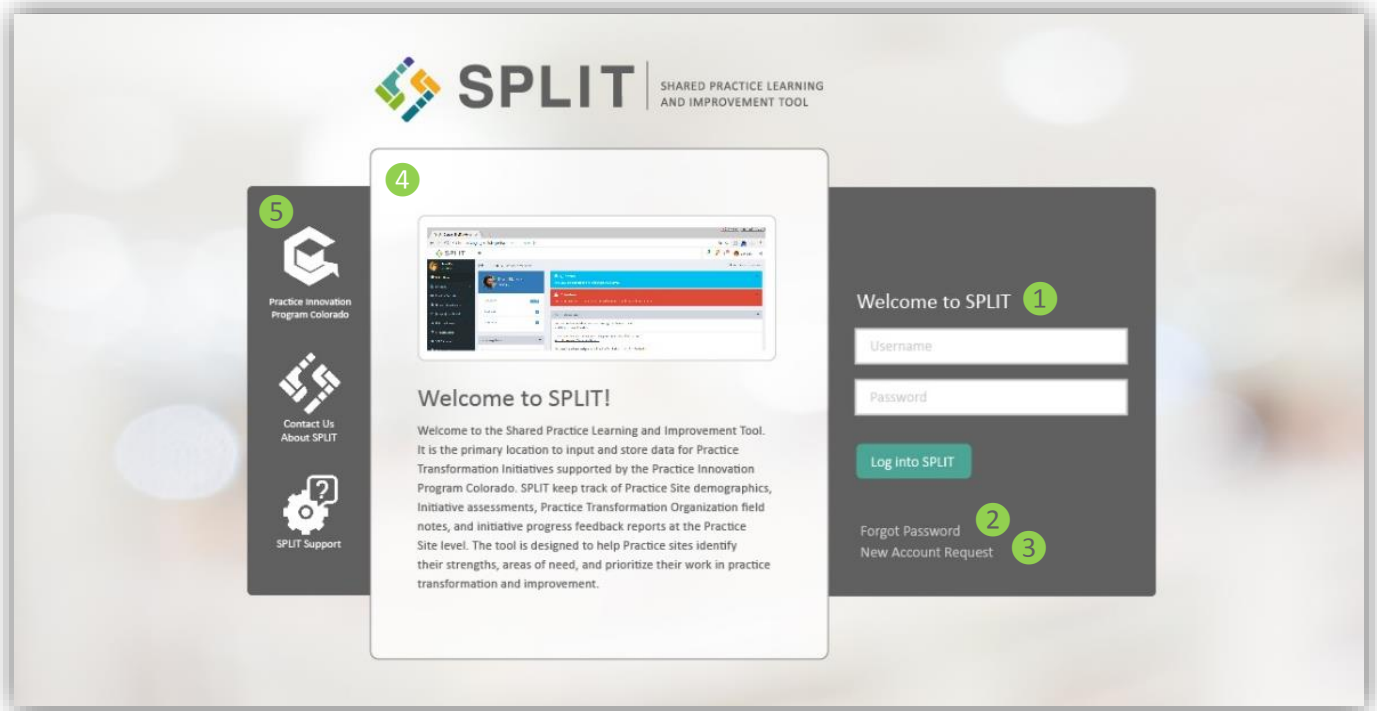 SPLIT
SHARED PRACTICE LEARNING
AND IMPROVEMENT TOOL
5
Practice Innovation
Program Colorado
Contact Us
About SPLIT
SPLIT Support
4
SPLIT
Welcome to SPLIT!
Welcome to the Shared Practice Learning and Improvement Tool.
It is the primary location to input and store data for Practice
Transformation Initiatives supported by the Practice Innovation
Program Colorado. SPLIT keep track of Practice Site demographics,
Initiative assessments, Practice Transformation Organization field
notes, and initiative progress feedback reports at the Practice
Site level. The tool is designed to help Practice sites identify
their strengths, areas of need, and prioritize their work in practice
transformation and improvement.
Welcome to SPLIT 1
Username
Password
Log into SPLIT
Forgot Password 2
New Account Request 3